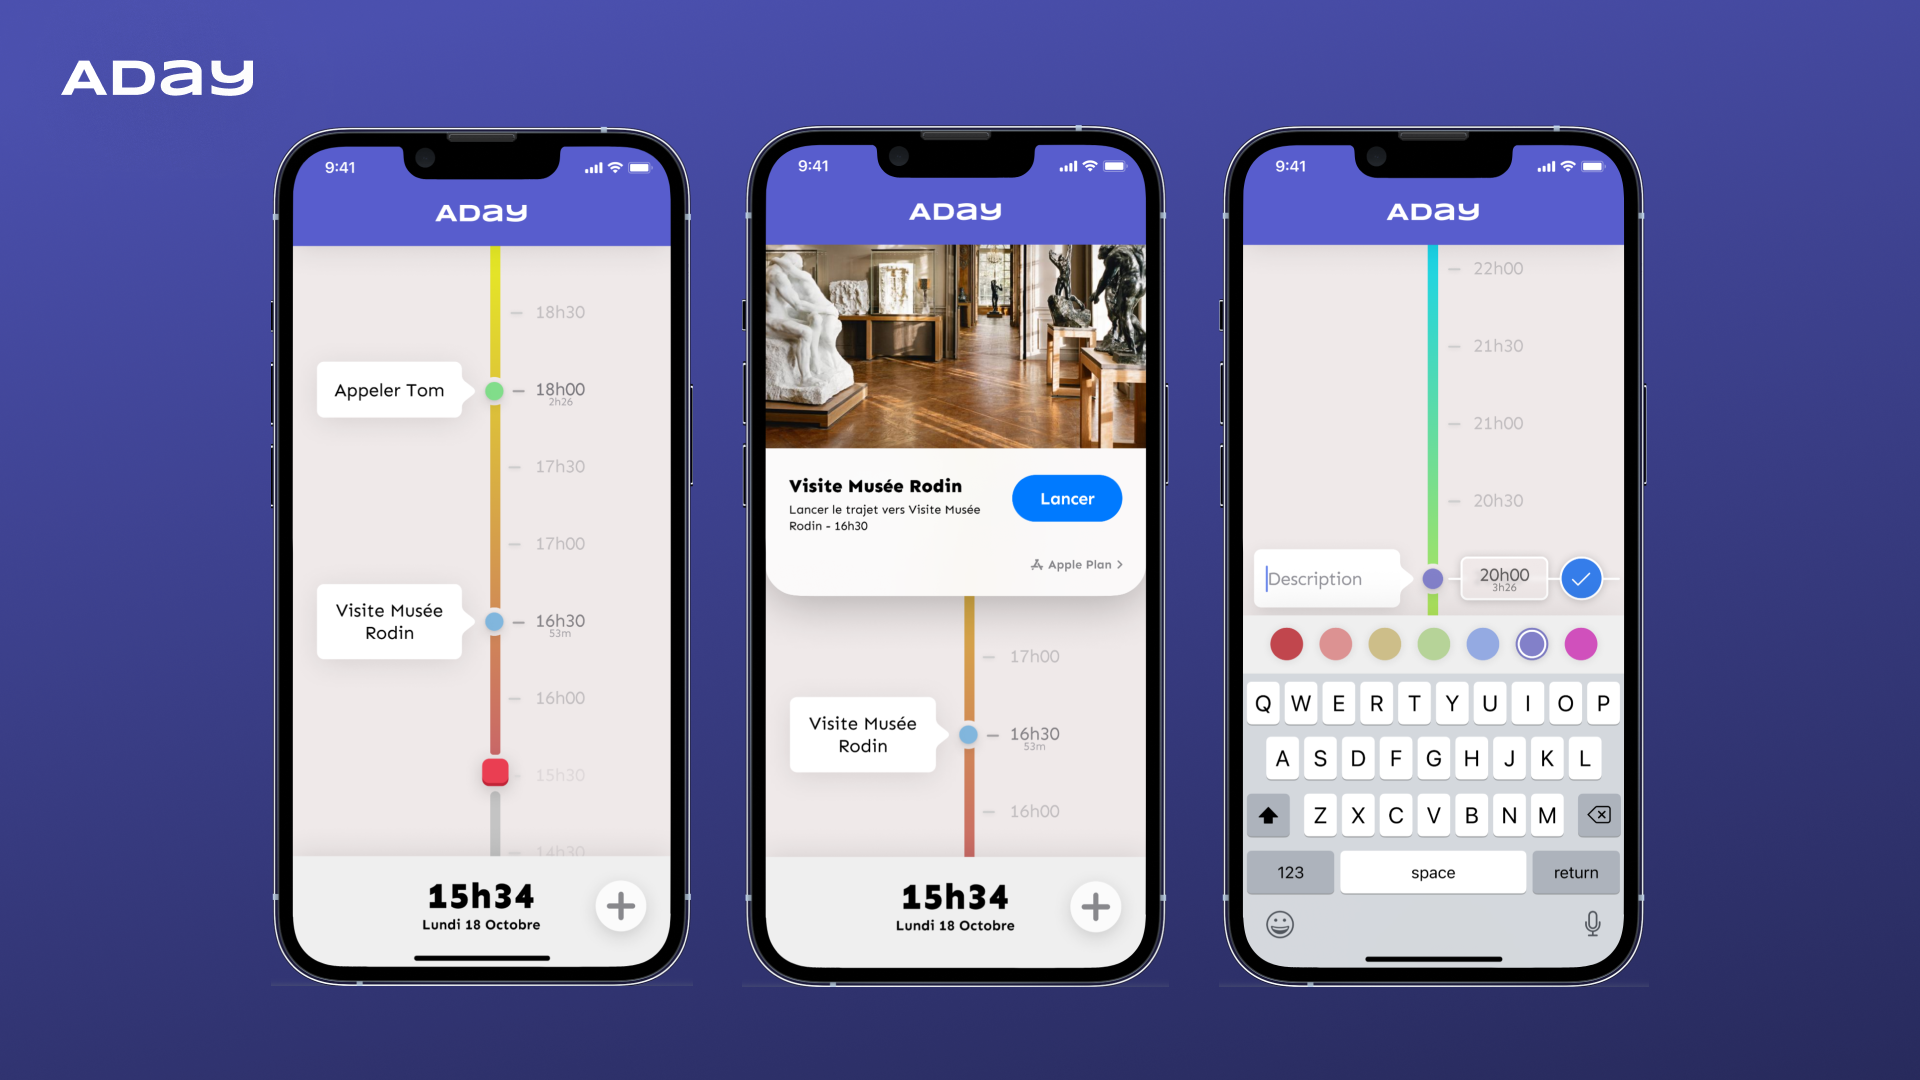 ADay
9:41
ADay
18h30
Appeler Tom
18h00
2h26
17h30
17h00
Visite Musée
Rodin
16h30
53m
16h00
15h30
14h30
15h34
Lundi 18 Octobre
9:41
ADay
Visite Musée Rodin
Lancer le trajet vers Visite Musée
Rodin - 16h30
Lancer
Apple Plan
17h00
Visite Musée
Rodin
16h30
53m
16h00
15h34
Lundi 18 Octobre
9:41
ADay
22h00
21h30
21h00
20h30
Description
20h00
3h26
Q W E R T Y U I O P
A S D F G H J K L
Z X C V B N M
123 space return